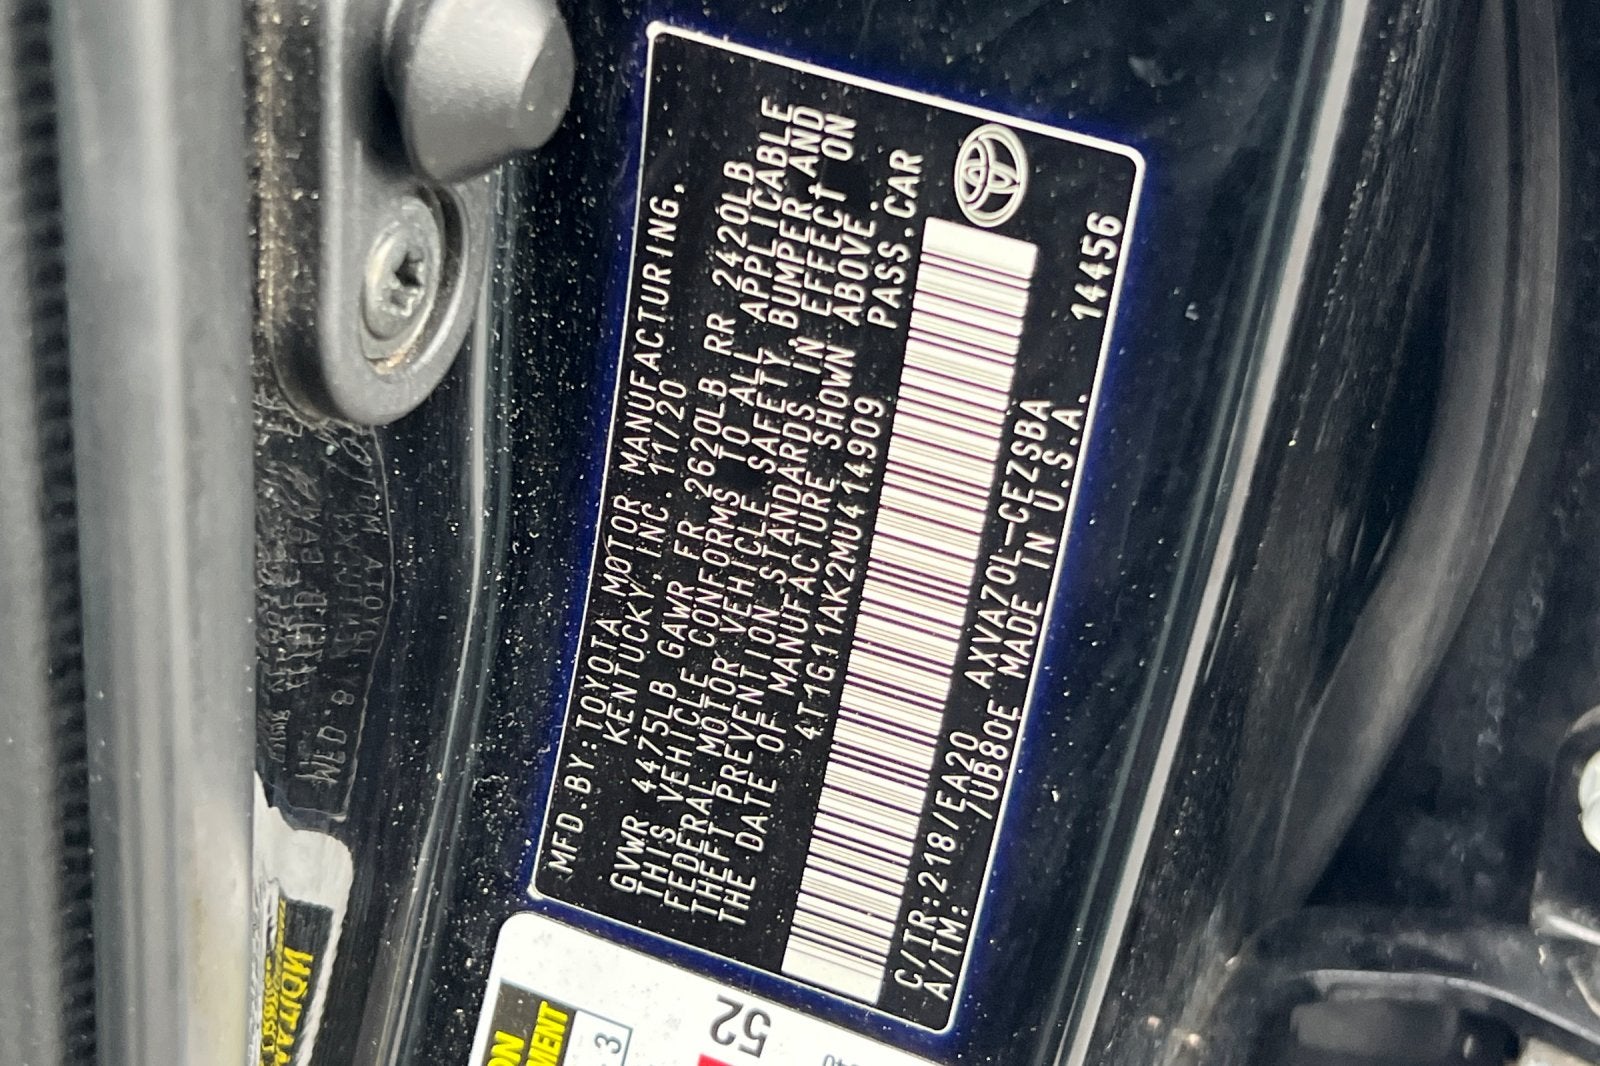 MFD.BY:TOYOTA MOTOR MANUFACTURING,
KENTUCKY,INC. 11/20
GVWR 4475LB GAWR FR 2620LB RR 2420LB
THIS VEHICLE CONFORMS TO ALL APPLICABLE
FEDERAL MOTOR VEHICLE SAFETY, BUMPER, AND
THEFT PREVENTION STANDARDS IN EFFECT ON
THE DATE OF MANUFACTURE SHOWN ABOVE.
4T1G11AK2MU414909 PASS.CAR
C/TR:218/EA20 AXVA70L-CEZSBA 14456
A/TM: /UB80E MADE IN U.S.A.
52
3